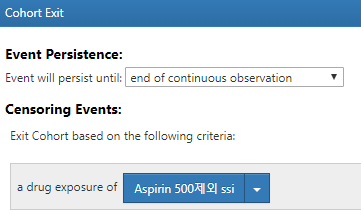 Cohort Exit
Event Persistence:
Event will persist until: end of continuous observation
Censoring Events:
Exit Cohort based on the following criteria:
a drug exposure of Aspirin 500제외 ssi